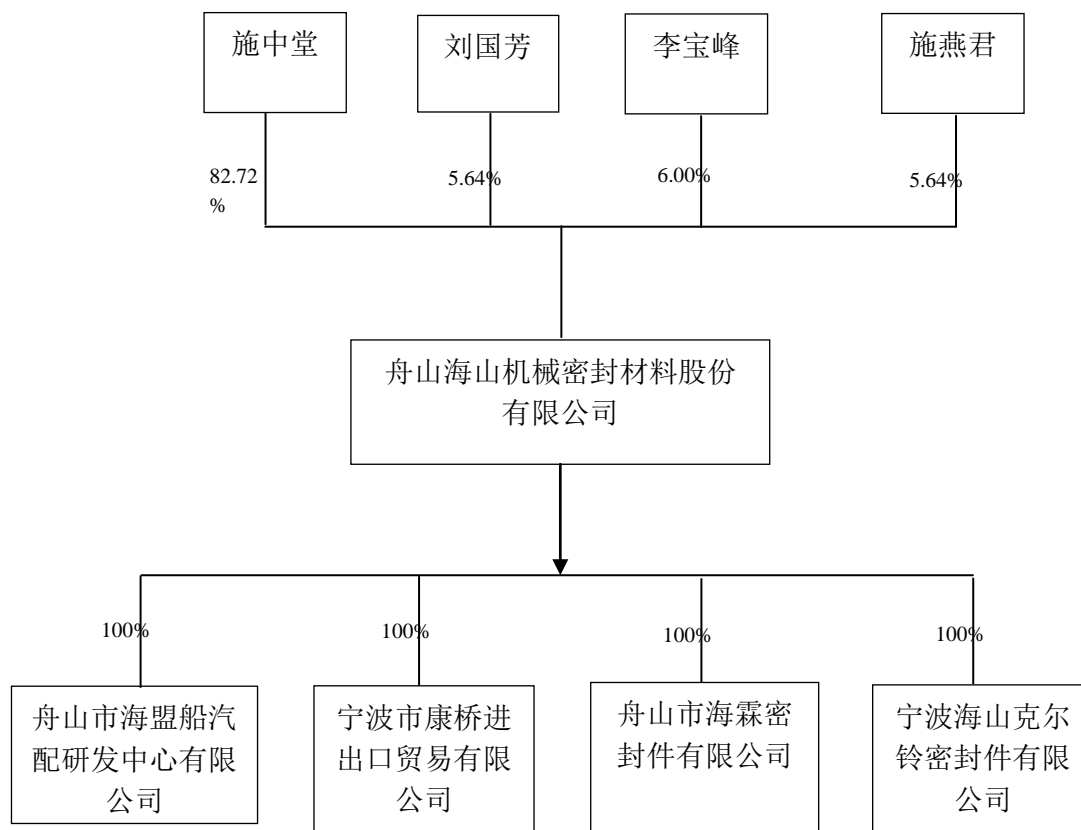 施中堂
刘国芳
李宝峰
施燕君
82.72
%
5.64%
6.00%
5.64%
舟山海山机械密封材料股份
有限公司
100%
100%
100%
100%
舟山市海盟船汽
配研发中心有限
公司
宁波市康桥进
出口贸易有限
公司
舟山市海霖密
封件有限公司
宁波海山克尔
铃密封件有限
公司